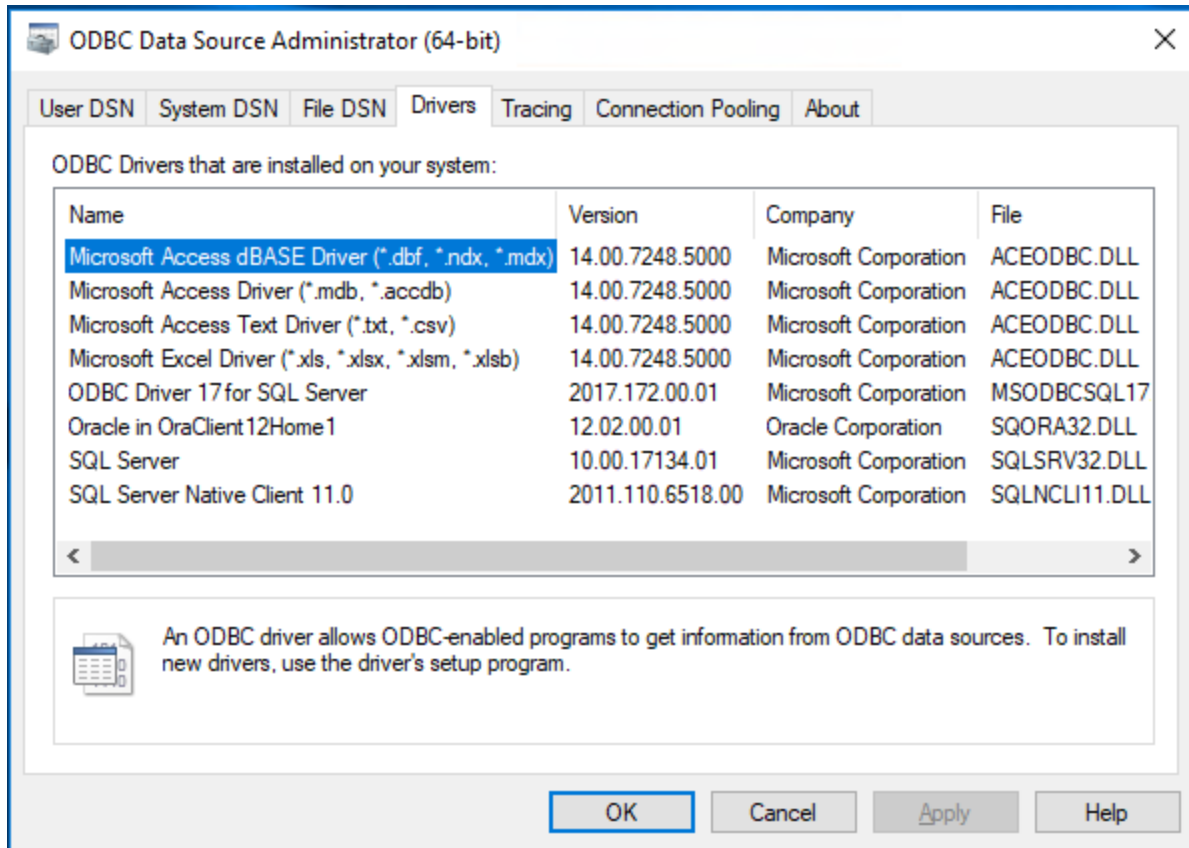 ODBC Data Source Administrator (64-bit)
User DSN System DSN File DSN Drivers Tracing Connection Pooling About
ODBC Drivers that are installed on your system:
Name Version Company File
Microsoft Access dBASE Driver (*.dbf, *.ndx, *.mdx) 14.00.7248.5000 Microsoft Corporation ACEODBC.DLL
Microsoft Access Driver (*.mdb, *.accdb) 14.00.7248.5000 Microsoft Corporation ACEODBC.DLL
Microsoft Access Text Driver (*.txt, *.csv) 14.00.7248.5000 Microsoft Corporation ACEODBC.DLL
Microsoft Excel Driver (*.xls, *.xlsx, *.xlsm, *.xlsb) 14.00.7248.5000 Microsoft Corporation ACEODBC.DLL
ODBC Driver 17 for SQL Server 2017.172.00.01 Microsoft Corporation MSODBCSQL17
Oracle in OraClient12Home1 12.02.00.01 Oracle Corporation SQORA32.DLL
SQL Server 10.00.17134.01 Microsoft Corporation SQLSRV32.DLL
SQL Server Native Client 11.0 2011.110.6518.00 Microsoft Corporation SQLNCLI11.DLL
An ODBC driver allows ODBC-enabled programs to get information from ODBC data sources. To install
new drivers, use the driver's setup program.
OK Cancel Apply Help